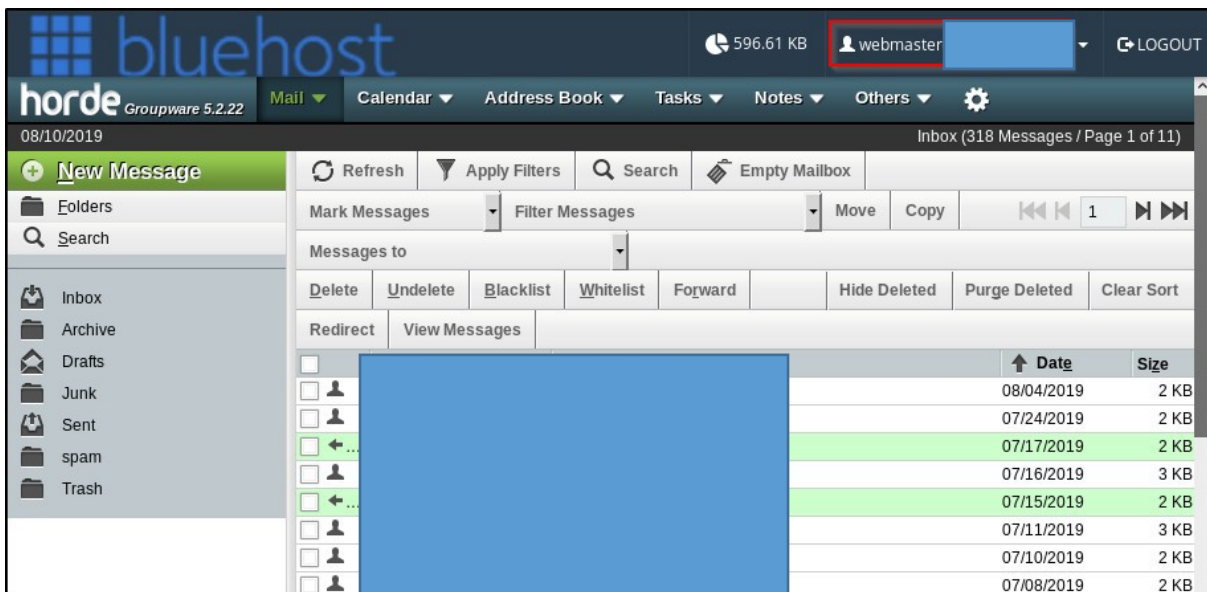 bluehost 596.61 KB webmaster LOGOUT
horde Groupware 5.2.22 Mail Calendar Address Book Tasks Notes Others
08/10/2019 Inbox (318 Messages / Page 1 of 11)
New Message Refresh Apply Filters Search Empty Mailbox
Folders Mark Messages Filter Messages Move Copy 1
Search Messages to
Inbox Delete Undelete Blacklist Whitelist Forward Hide Deleted Purge Deleted Clear Sort
Archive Redirect View Messages
Drafts Date Size
Junk 08/04/2019 2 KB
Sent 07/24/2019 2 KB
spam ... 07/17/2019 2 KB
Trash 07/16/2019 3 KB
... 07/15/2019 2 KB
07/11/2019 3 KB
07/10/2019 2 KB
07/08/2019 2 KB